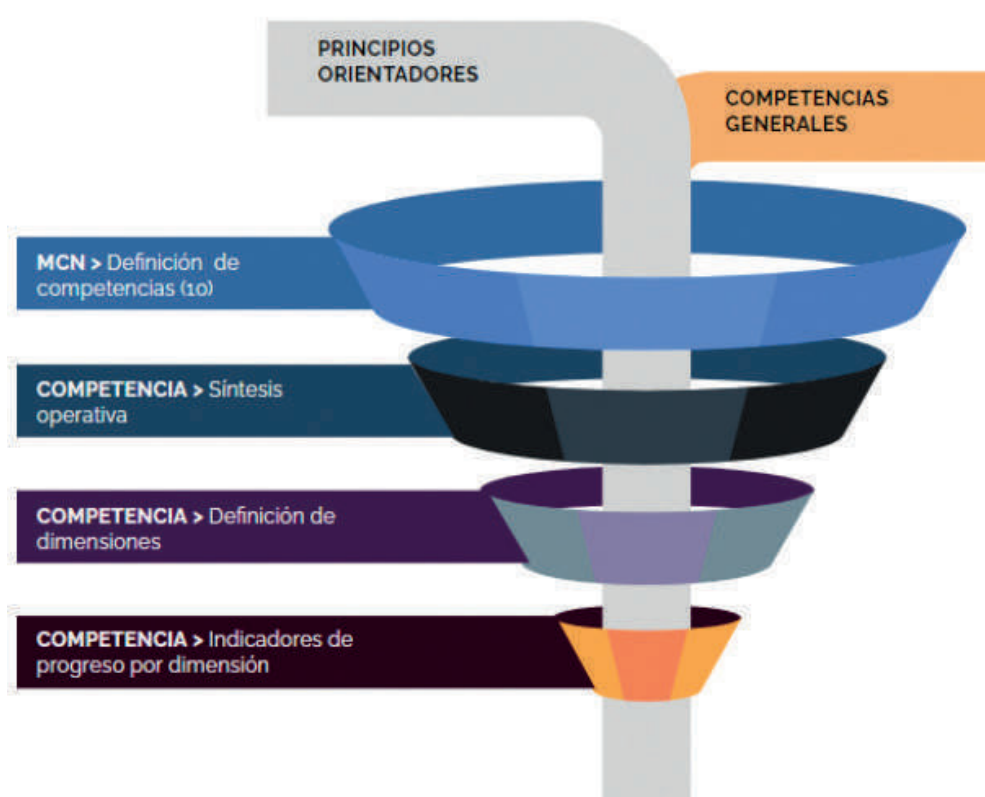 PRINCIPIOS
ORIENTADORES
COMPETENCIAS
GENERALES
MCN > Definición de
competencias (10)
COMPETENCIA > Síntesis
operativa
COMPETENCIA > Definición de
dimensiones
COMPETENCIA > Indicadores de
progreso por dimensión